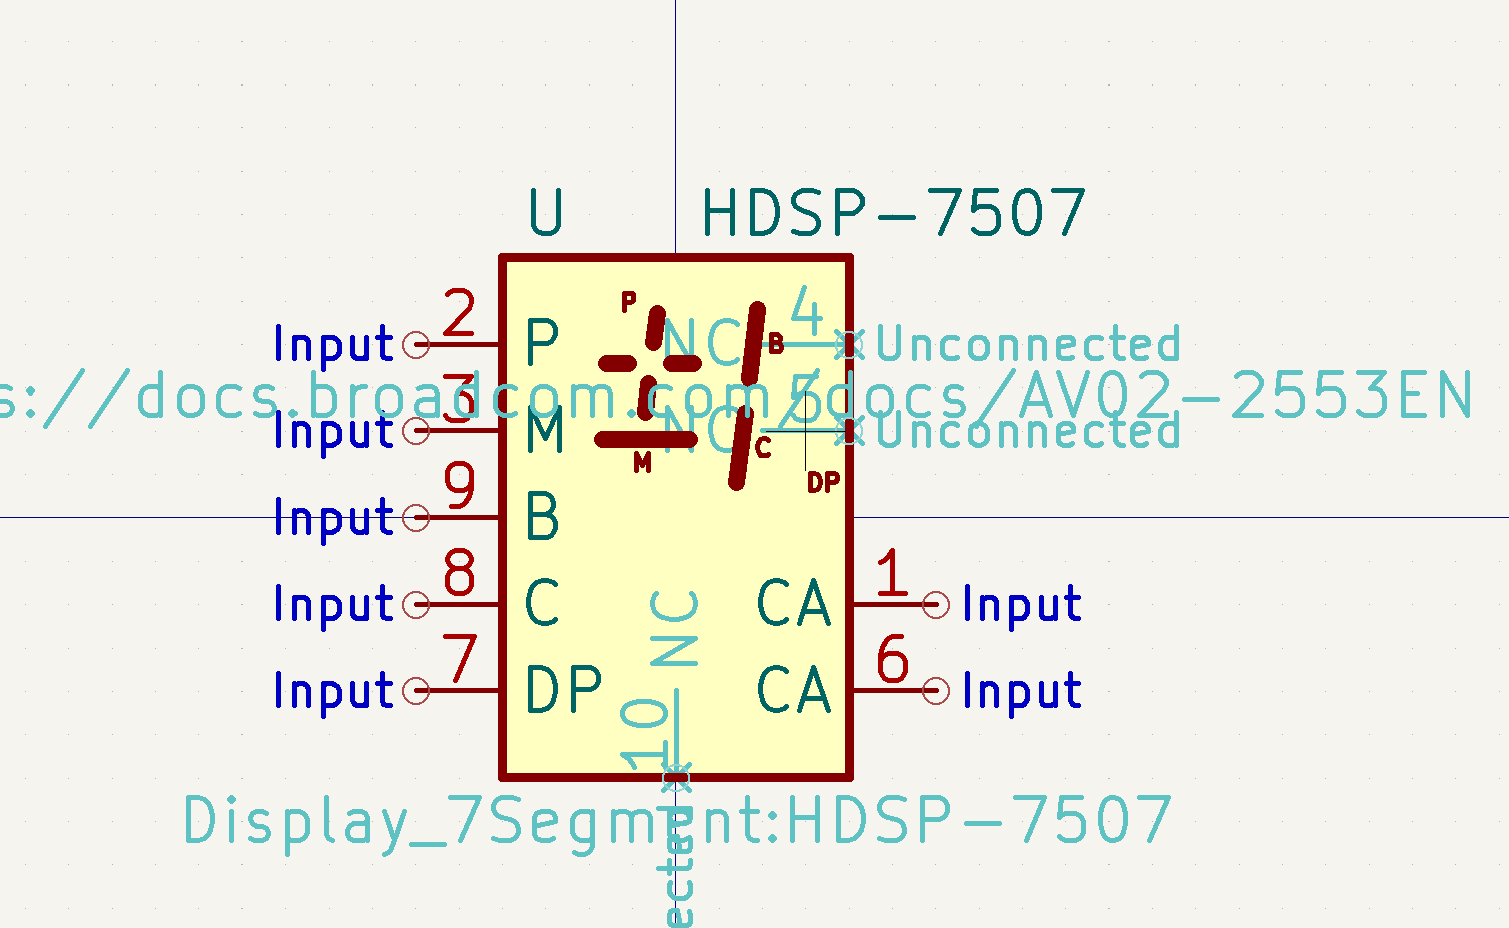 U HDSP-7507
P
2 NC 4
Input P B Unconnected
s://docs.broadcom.com/docs/AV02-2553EN
3 5
Input M NC Unconnected
C
M
DP
9
Input B
8 1
Input C NC CA Input
7 6
Input DP CA Input
10
Display_7Segment:HDSP-7507
ected